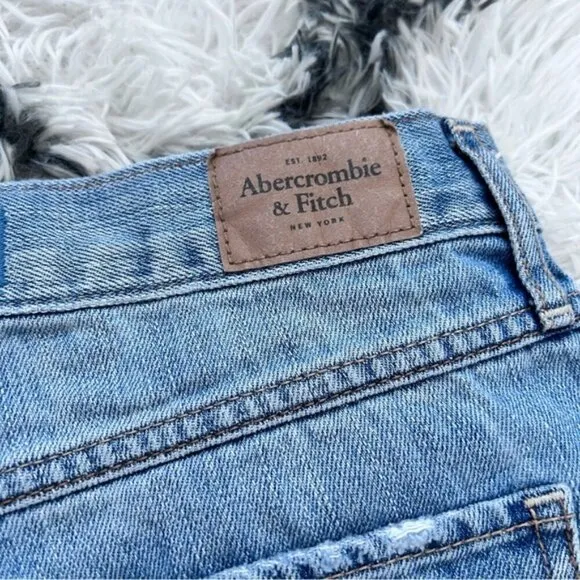 EST. 1892
Abercrombie
& Fitch
NEW YORK